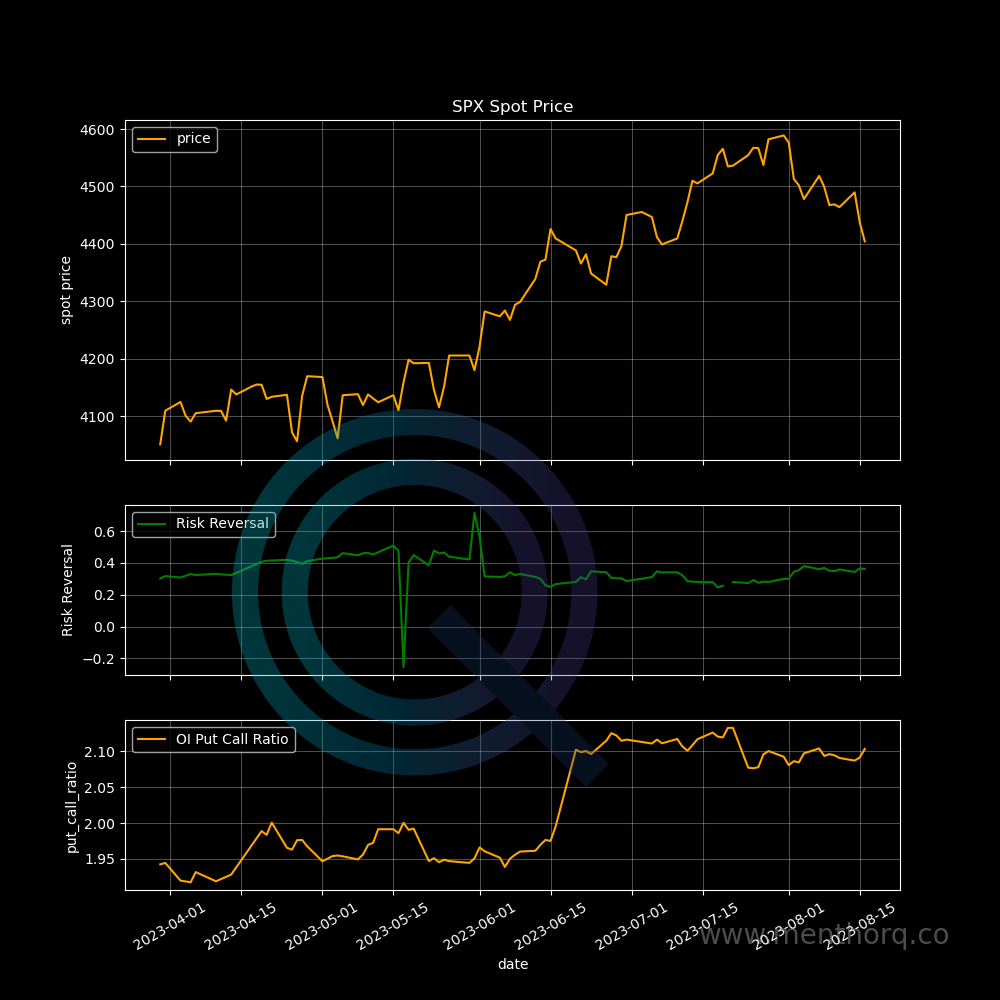 SPX Spot Price
price
4600
4500
4400
4300
4200
4100
spot price
Risk Reversal
0.6
0.4
0.2
0.0
−0.2
Risk Reversal
OI Put Call Ratio
2.10
2.05
2.00
1.95
put_call_ratio
2023-04-01 2023-04-15 2023-05-01 2023-05-15 2023-06-01 2023-06-15 2023-07-01 2023-07-15 2023-08-01 2023-08-15
www.menthorq.co
date